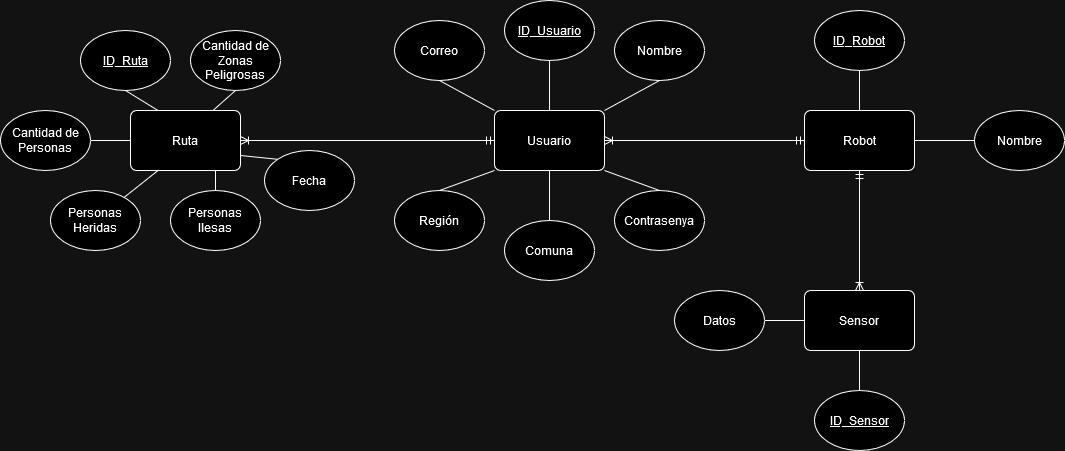 ID_Ruta
Cantidad de
Zonas
Peligrosas
Correo
ID_Usuario
Nombre
ID_Robot
Cantidad de
Personas
Ruta
Usuario
Robot
Nombre
Fecha
Personas
Heridas
Personas
Ilesas
Región
Comuna
Contrasenya
Datos
Sensor
ID_Sensor